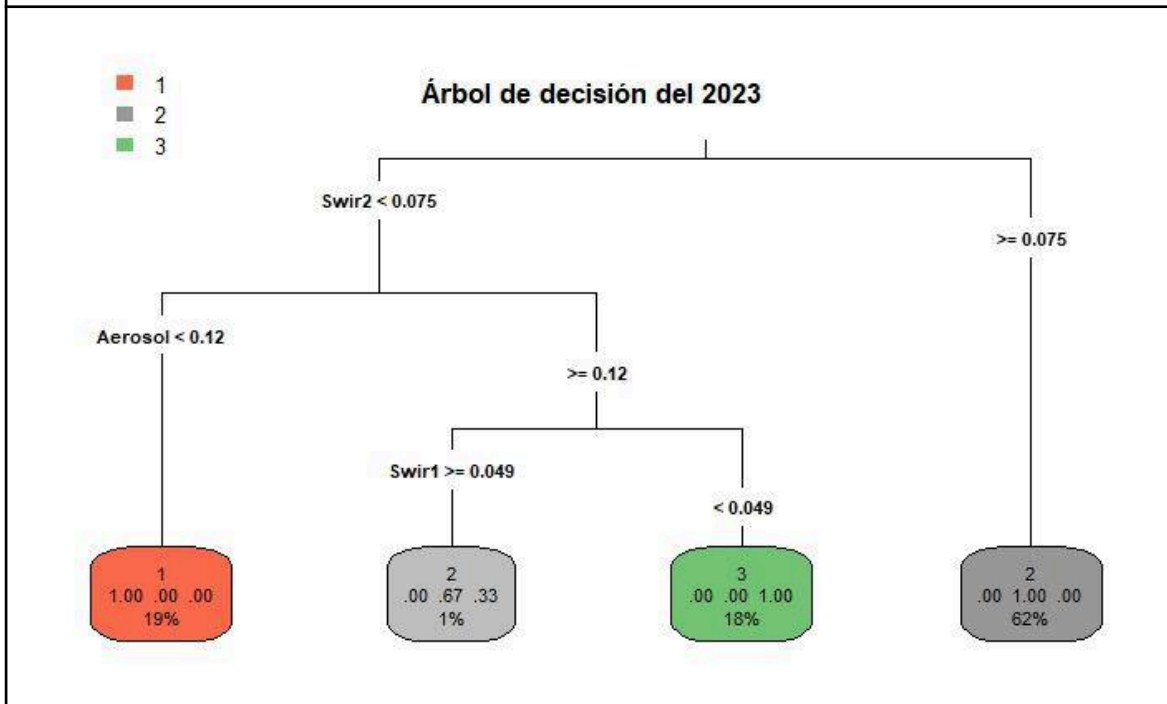 1
2
3
Árbol de decisión del 2023
Swir2 < 0.075
>= 0.075
Aerosol < 0.12
>= 0.12
Swir1 >= 0.049
< 0.049
1
1.00 .00 .00
19%
2
.00 .67 .33
1%
3
.00 .00 1.00
18%
2
.00 1.00 .00
62%